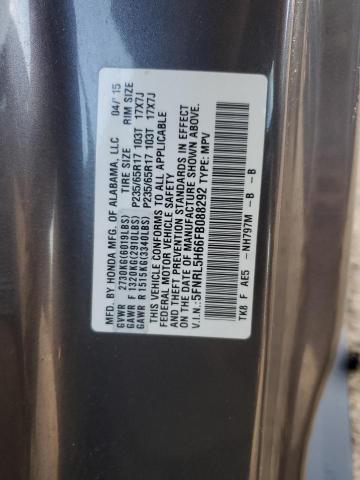 MFD. BY HONDA MFG. OF ALABAMA, LLC 04/15
GVWR 2730KG(6019LBS) TIRE SIZE RIM SIZE
GAWR F 1320KG(2910LBS) P235/65R17 103T 17X7J
GAWR R 1515KG(3340LBS) P235/65R17 103T 17X7J
THIS VEHICLE CONFORMS TO ALL APPLICABLE
FEDERAL MOTOR VEHICLE SAFETY STANDARDS IN EFFECT
AND THEFT PREVENTION
ON THE DATE OF MANUFACTURE SHOWN ABOVE.
V.I.N.:5FNRL5H66FB088292 TYPE: MPV
TK8 F AE5 -NH797M -B -B